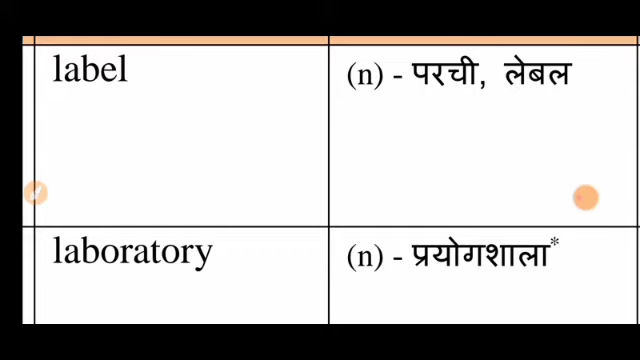 label (n) - परची, लेबल
laboratory (n) - प्रयोगशाला*